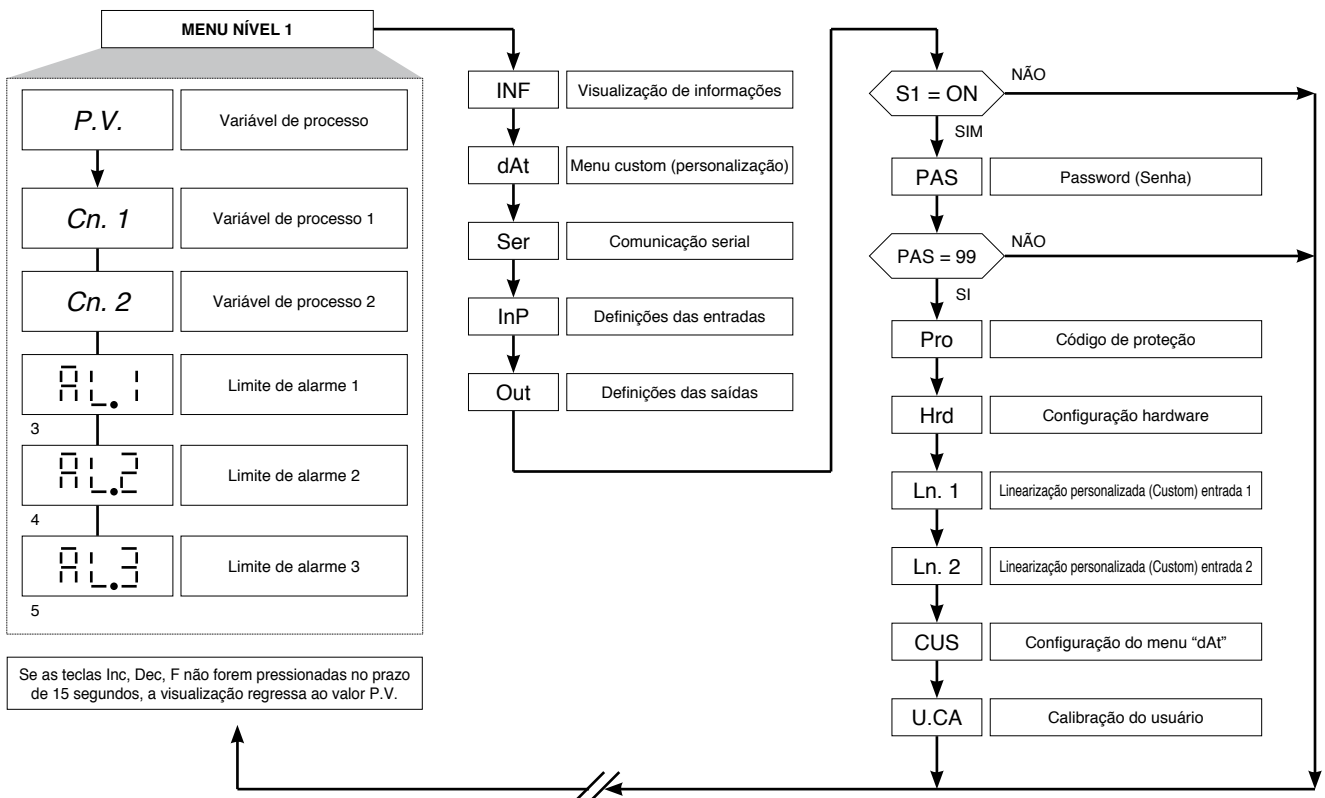 MENU NÍVEL 1
P.V.
Variável de processo
Cn. 1
Variável de processo 1
Cn. 2
Variável de processo 2
AL.1
Limite de alarme 1
3
AL.2
Limite de alarme 2
4
AL.3
Limite de alarme 3
5
Se as teclas Inc, Dec, F não forem pressionadas no prazo
de 15 segundos, a visualização regressa ao valor P.V.
INF
Visualização de informações
dAt
Menu custom (personalização)
Ser
Comunicação serial
InP
Definições das entradas
Out
Definições das saídas
S1 = ON
NÃO
SIM
PAS
Password (Senha)
PAS = 99
NÃO
SI
Pro
Código de proteção
Hrd
Configuração hardware
Ln. 1
Linearização personalizada (Custom) entrada 1
Ln. 2
Linearização personalizada (Custom) entrada 2
CUS
Configuração do menu “dAt”
U.CA
Calibração do usuário